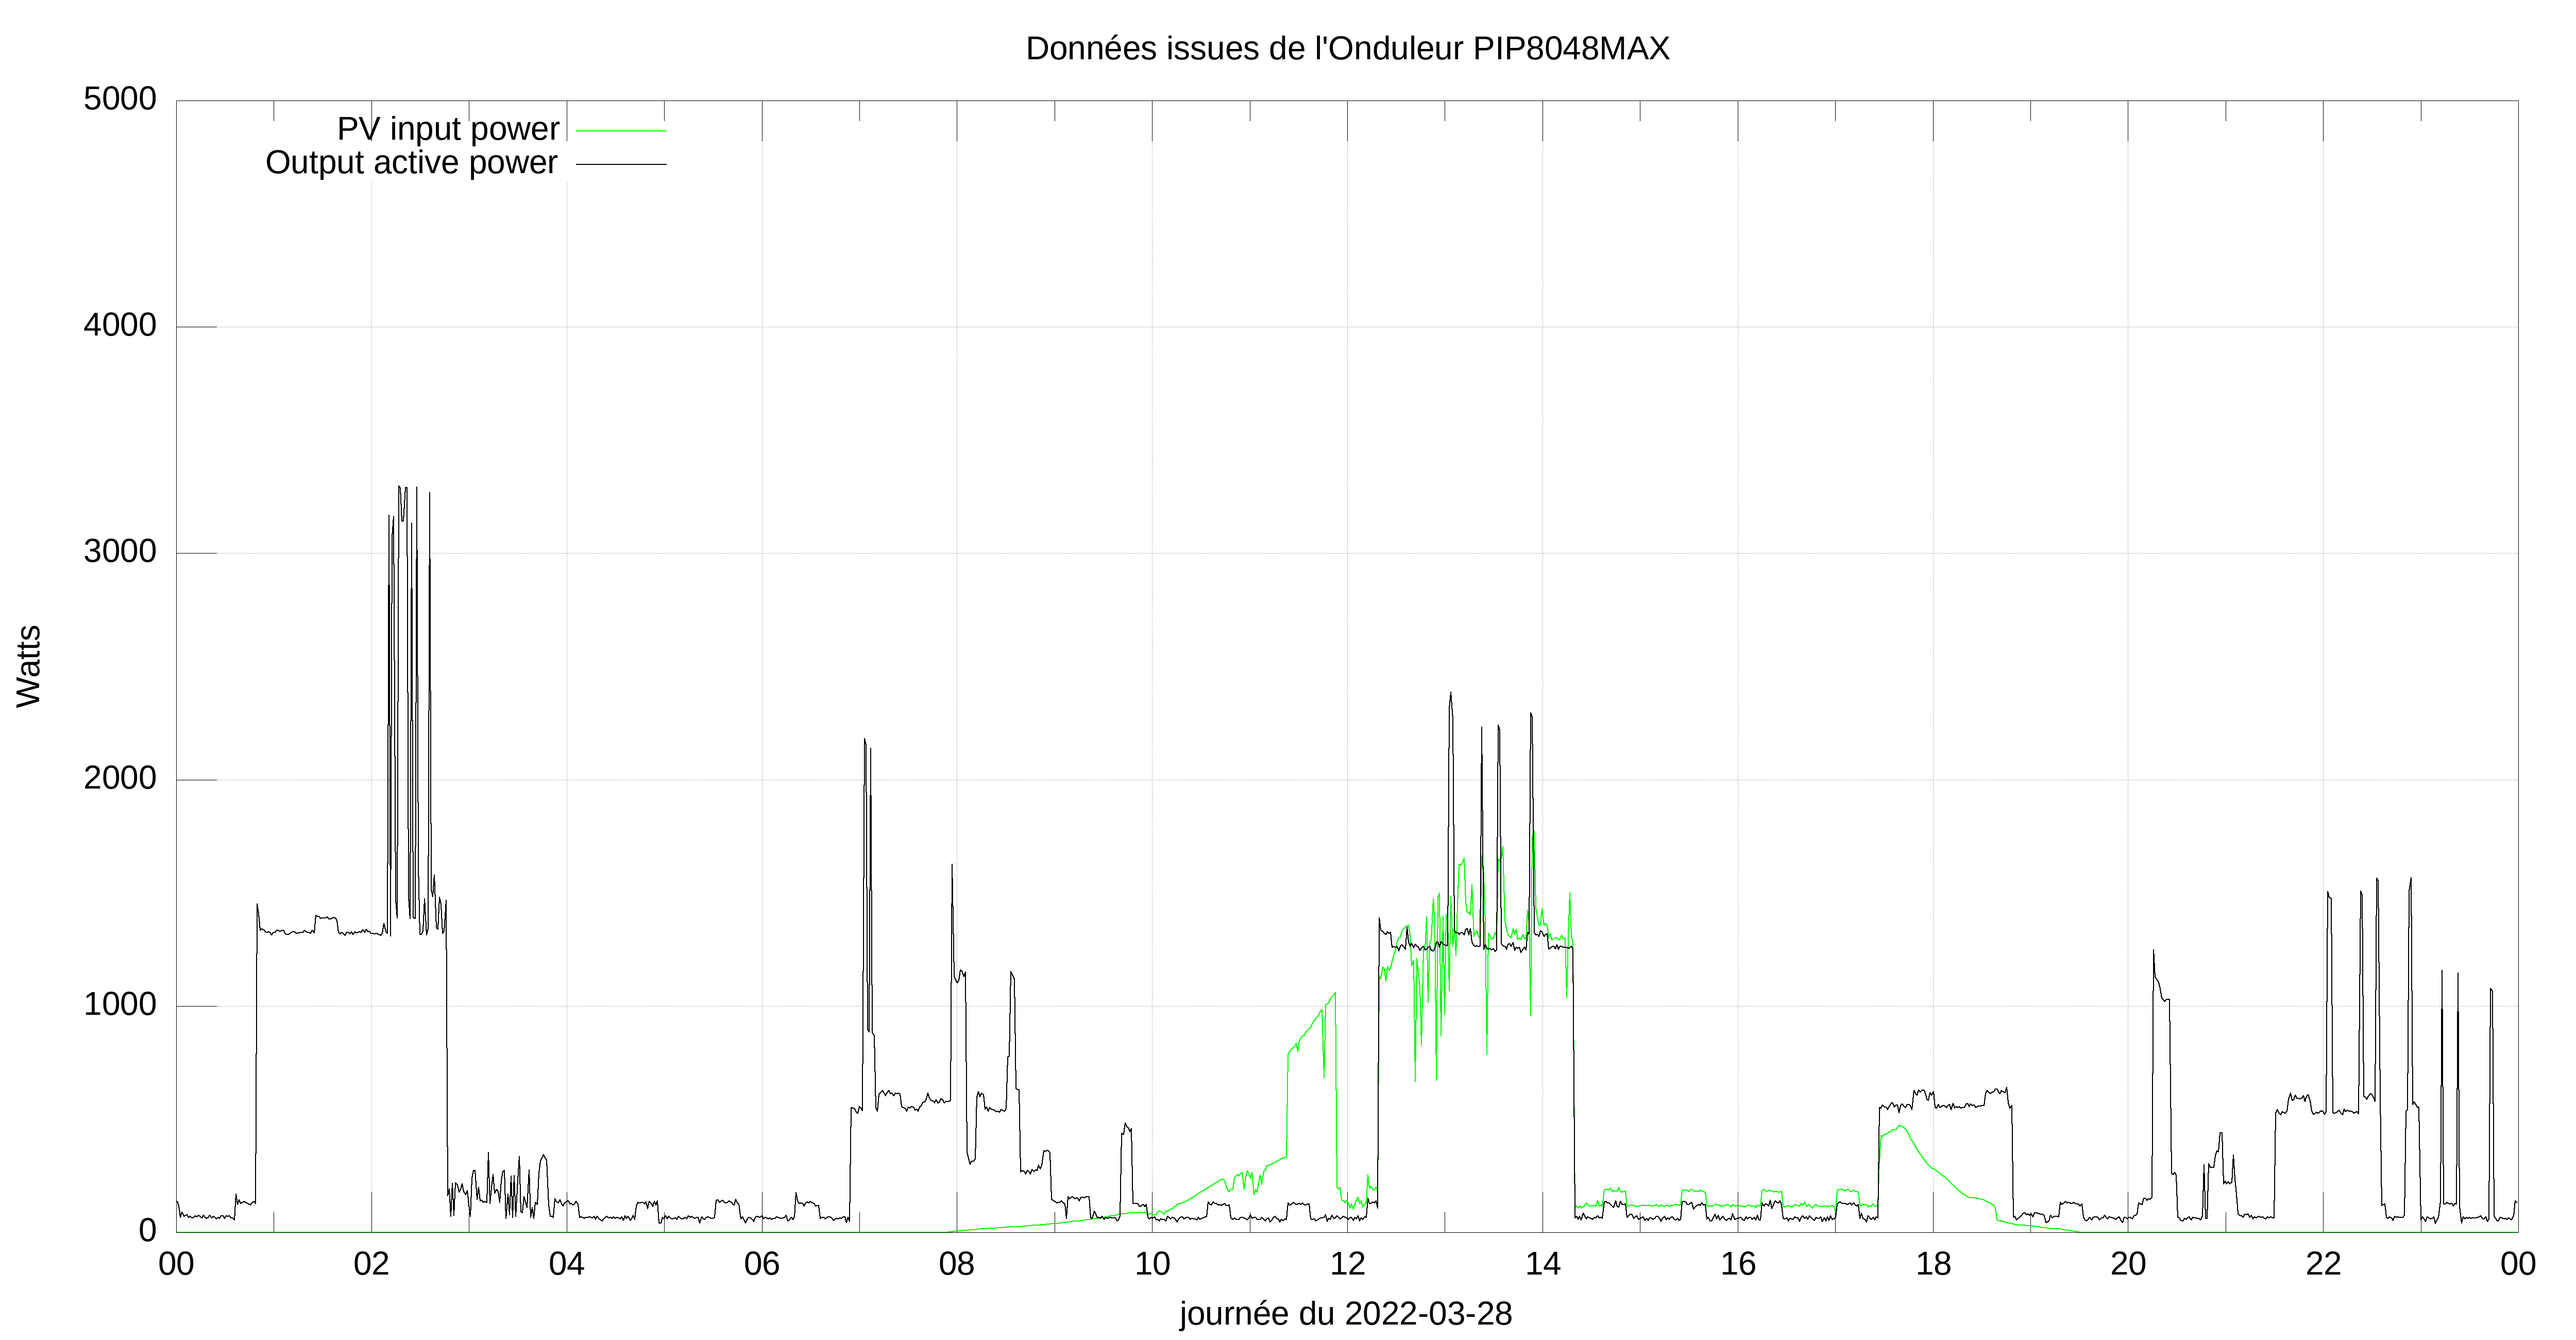 Données issues de l'Onduleur PIP8048MAX
5000
PV input power
Output active power
4000
3000
Watts
2000
1000
0
00 02 04 06 08 10 12 14 16 18 20 22 00
journée du 2022-03-28